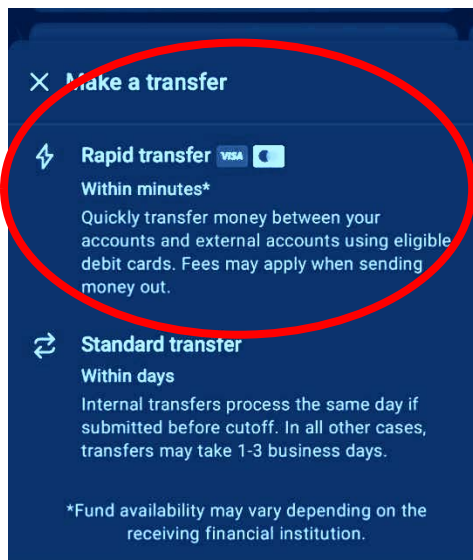 Make a transfer
Rapid transfer VISA
Within minutes*
Quickly transfer money between your
accounts and external accounts using eligible
debit cards. Fees may apply when sending
money out.
Standard transfer
Within days
Internal transfers process the same day if
submitted before cutoff. In all other cases,
transfers may take 1-3 business days.
*Fund availability may vary depending on the
receiving financial institution.